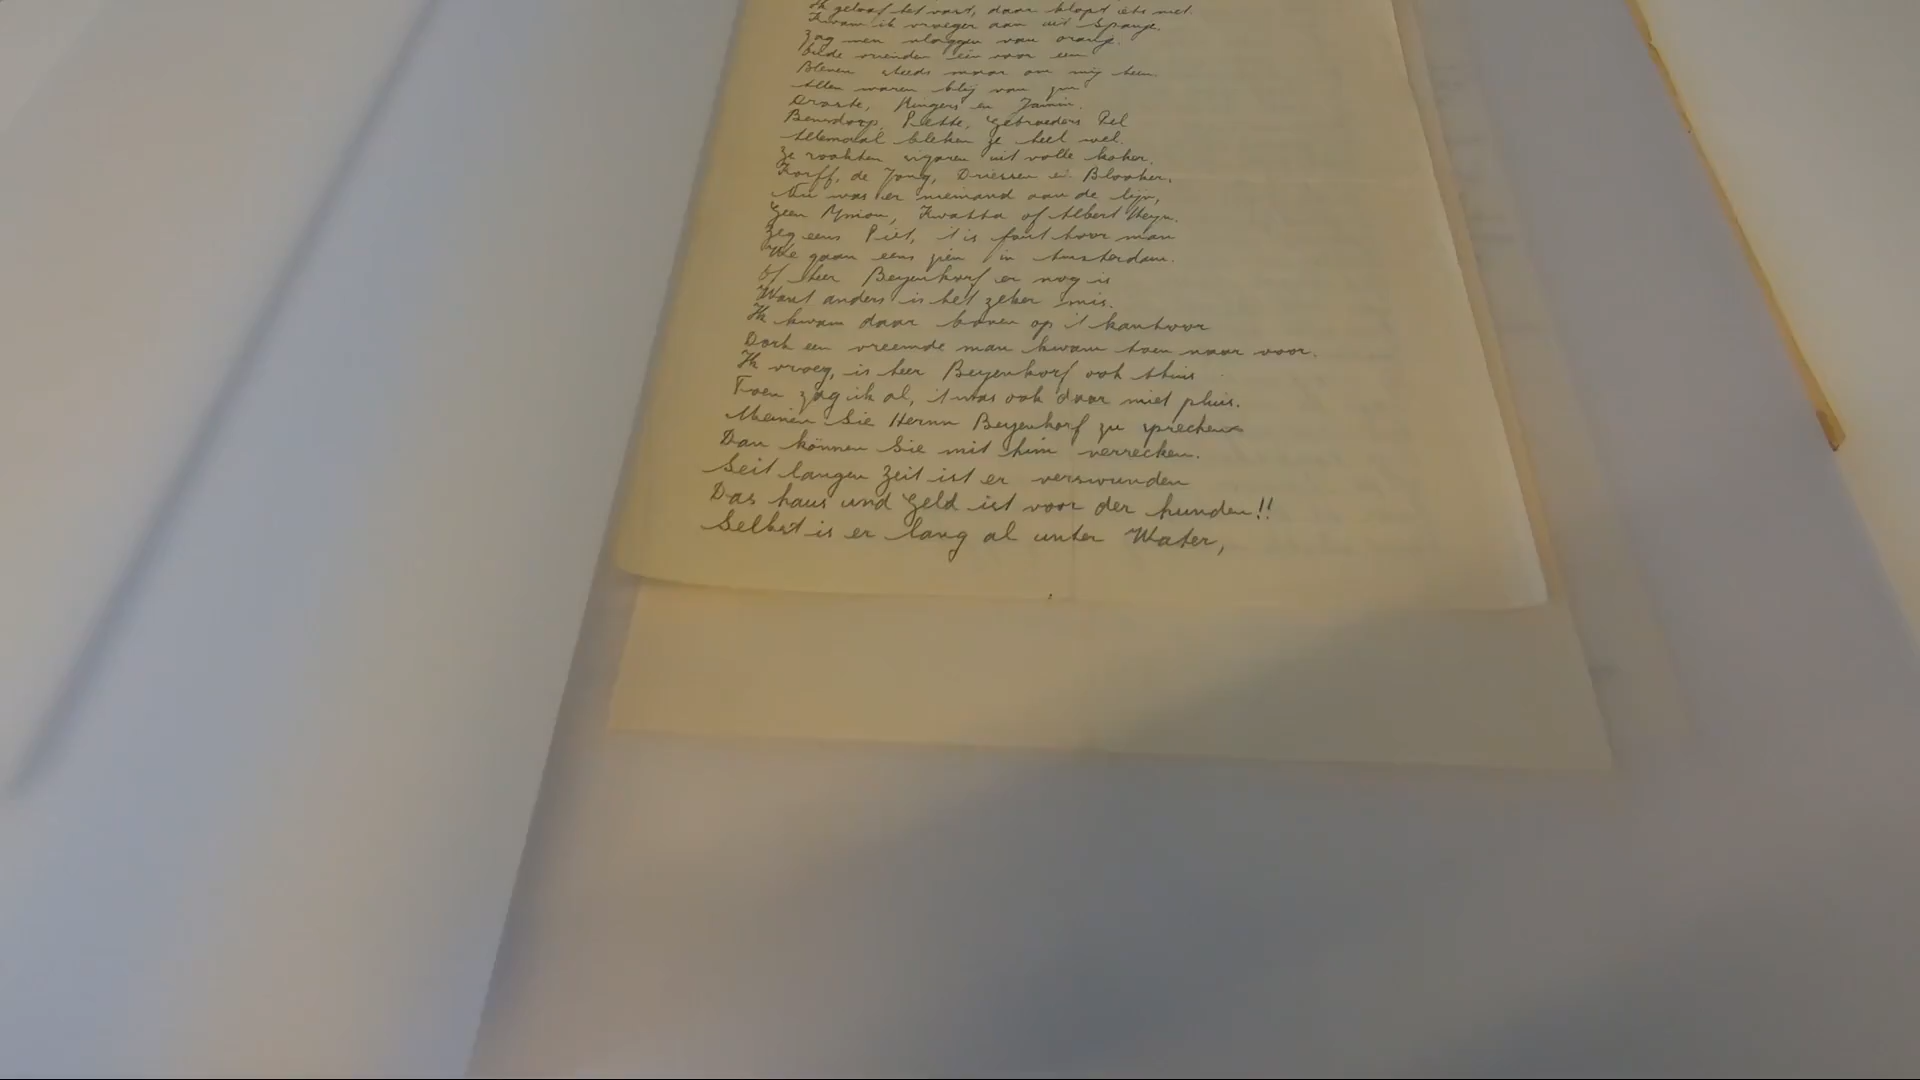 Ik geloof het vast, daar klopt iets niet.
Kwam ik vroeger aan uit Spanje,
Zag men vlaggen van oranje.
Oude vrienden één voor een
Bleven steeds maar om mij heen.
Allen waren blij van zin
Droste, Ringers en Jamin.
Bensdorp, Piette, Gebroeders Pel
Allemaal bleken ze heel wel.
Ze rookten sigaren uit volle koker,
Korff, de Jong, Driessen en Blooker,
Nu was er niemand aan de lijn,
Geen Union, Kwatta of Albert Heyn.
Zeg eens Piet, 't is fout hoor man
We gaan eens zien in Amsterdam.
Of heer Beyenkorf er nog is
Want anders is het zeker mis.
Ik kwam daar boven op 't kantoor
Doch een vreemde man kwam toen naar voor.
Ik vroeg, is heer Beyenkorf ook thuis
Toen zag ik al, 't was ook daar niet pluis.
Meinen Sie Herrn Beyenkorf zu sprechen
Dan können Sie mit him verrecken.
Seit langen Zeit ist er verswunden
Das haus und Geld ist voor der hunden!!
Selbst is er lang al unter Water,